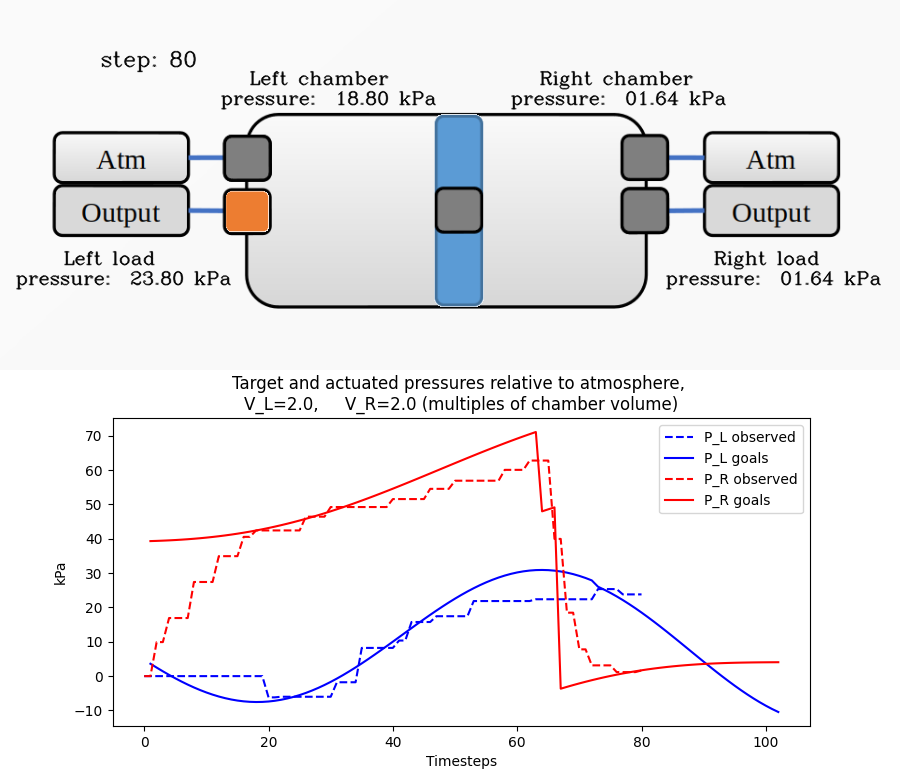 step: 80
Left chamber
pressure: 18.80 kPa
Right chamber
pressure: 01.64 kPa
Atm
Output
Atm
Output
Left load
pressure: 23.80 kPa
Right load
pressure: 01.64 kPa
Target and actuated pressures relative to atmosphere,
V_L=2.0, V_R=2.0 (multiples of chamber volume)
P_L observed
P_L goals
P_R observed
P_R goals
kPa
70
60
50
40
30
20
10
0
−10
0 20 40 60 80 100
Timesteps